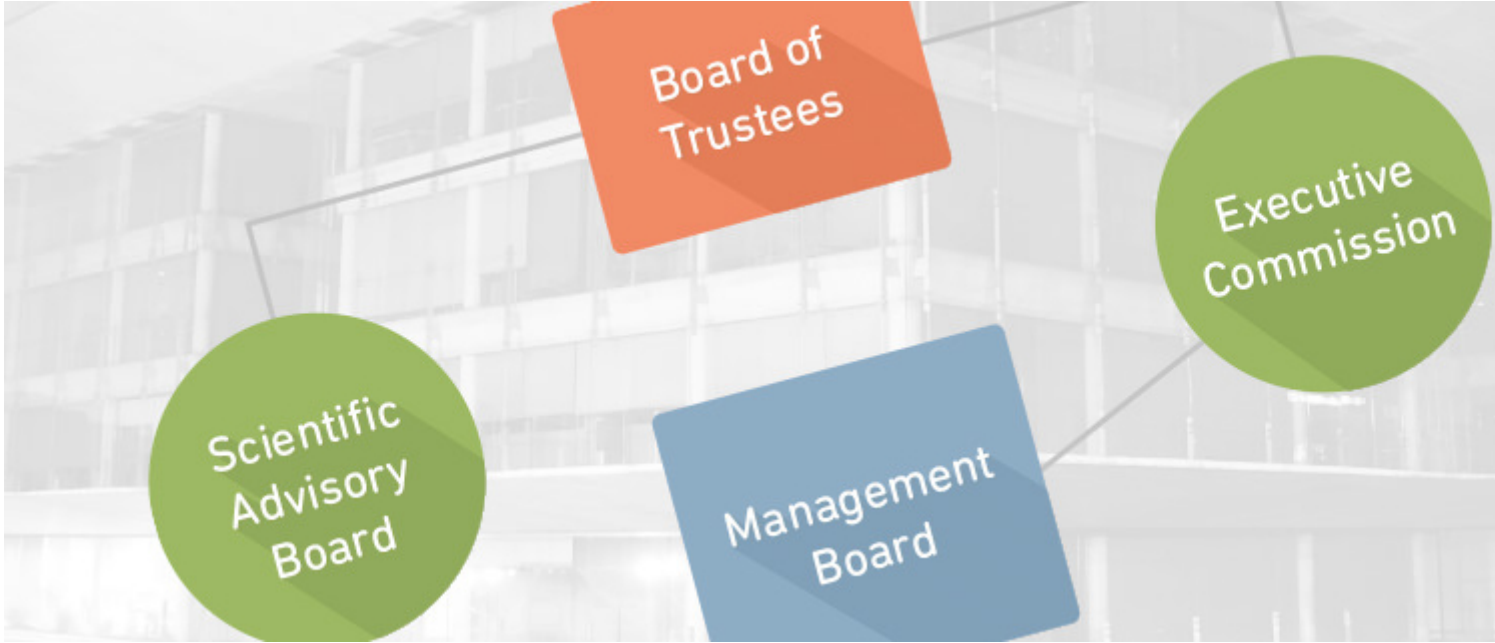 Board of
Trustees
Executive
Commission
Scientific
Advisory
Board
Management
Board